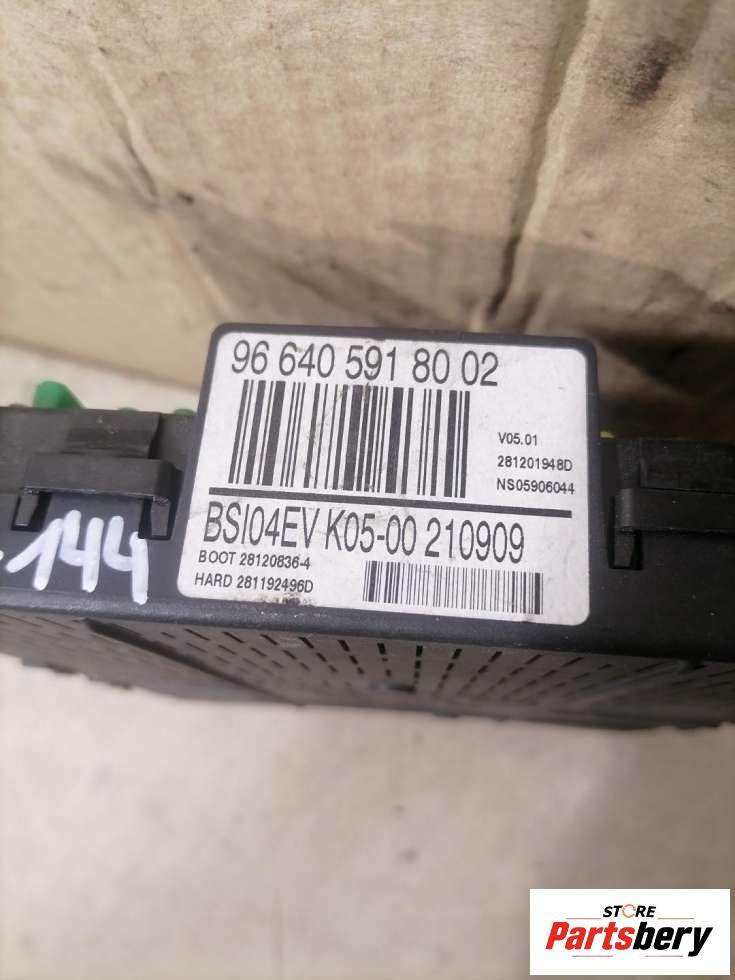 96 640 591 80 02
V05.01
281201948D
NS05906044
BSI04EV K05-00 210909
BOOT 28120836-4
HARD 281192496D
144
STORE
Partsbery